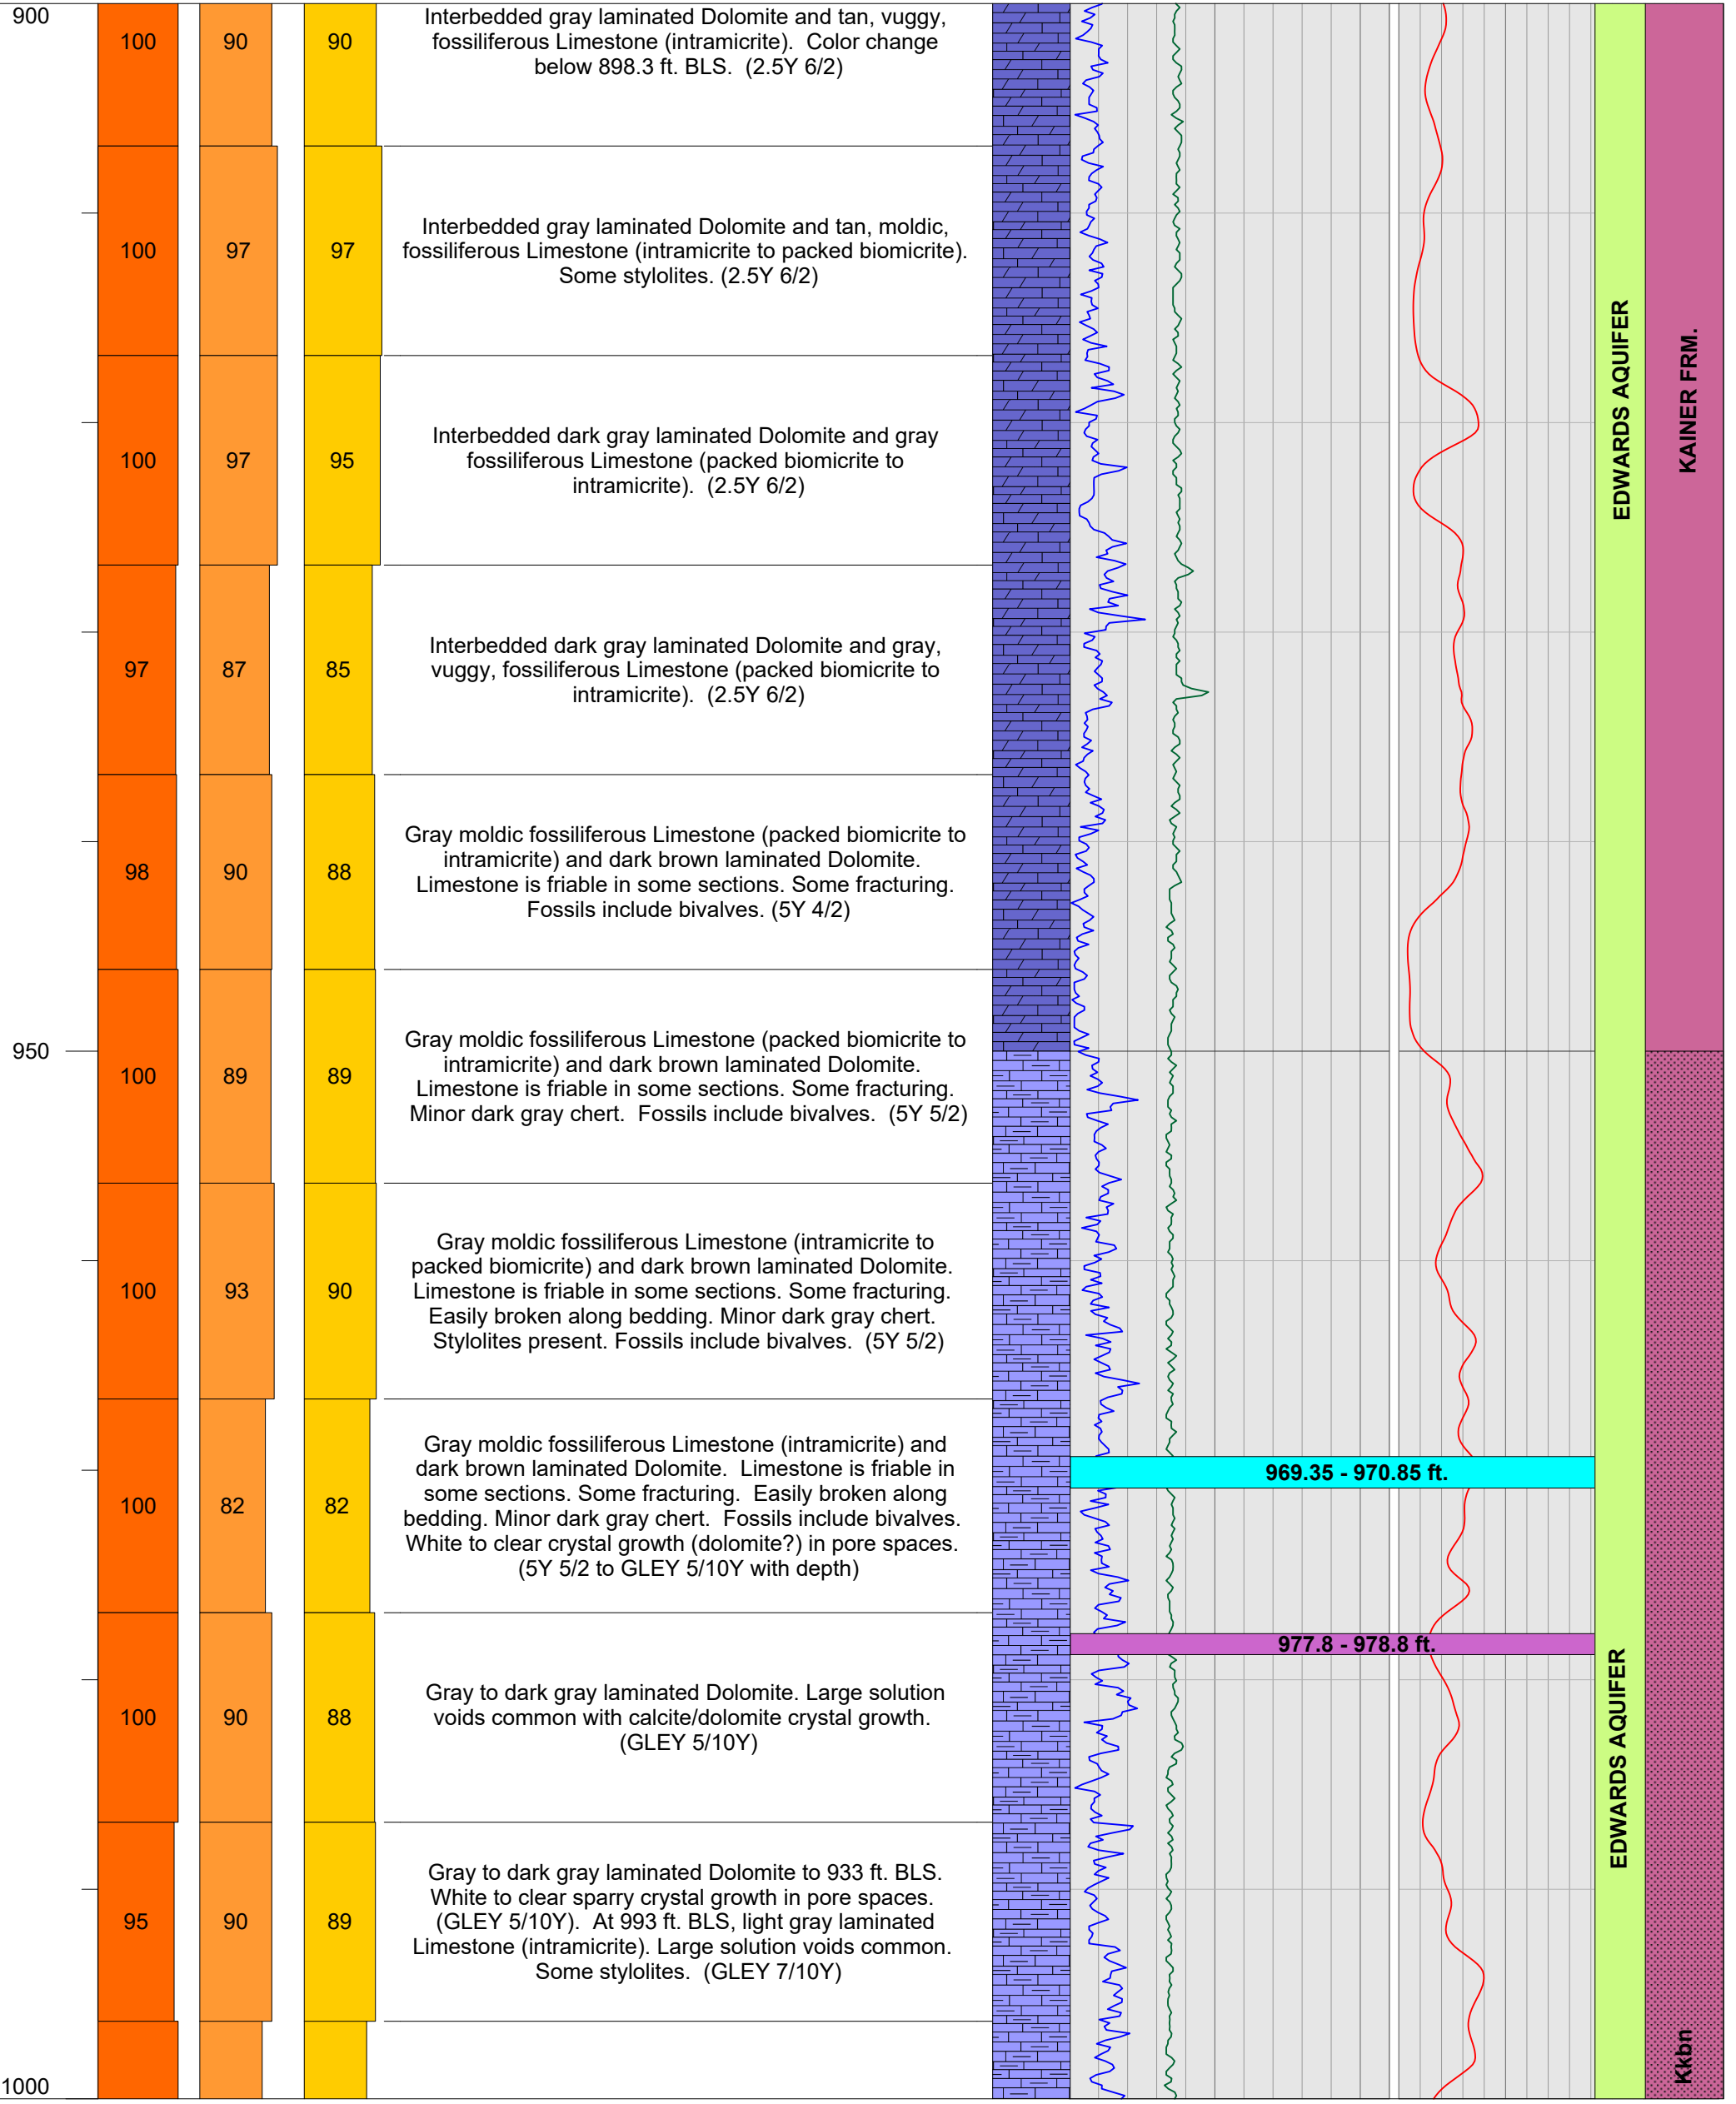 900
100 90 90
Interbedded gray laminated Dolomite and tan, vuggy,
fossiliferous Limestone (intramicrite). Color change
below 898.3 ft. BLS. (2.5Y 6/2)
100 97 97
Interbedded gray laminated Dolomite and tan, moldic,
fossiliferous Limestone (intramicrite to packed biomicrite).
Some stylolites. (2.5Y 6/2)
100 97 95
Interbedded dark gray laminated Dolomite and gray
fossiliferous Limestone (packed biomicrite to
intramicrite). (2.5Y 6/2)
97 87 85
Interbedded dark gray laminated Dolomite and gray,
vuggy, fossiliferous Limestone (packed biomicrite to
intramicrite). (2.5Y 6/2)
98 90 88
Gray moldic fossiliferous Limestone (packed biomicrite to
intramicrite) and dark brown laminated Dolomite.
Limestone is friable in some sections. Some fracturing.
Fossils include bivalves. (5Y 4/2)
950
100 89 89
Gray moldic fossiliferous Limestone (packed biomicrite to
intramicrite) and dark brown laminated Dolomite.
Limestone is friable in some sections. Some fracturing.
Minor dark gray chert. Fossils include bivalves. (5Y 5/2)
100 93 90
Gray moldic fossiliferous Limestone (intramicrite to
packed biomicrite) and dark brown laminated Dolomite.
Limestone is friable in some sections. Some fracturing.
Easily broken along bedding. Minor dark gray chert.
Stylolites present. Fossils include bivalves. (5Y 5/2)
100 82 82
Gray moldic fossiliferous Limestone (intramicrite) and
dark brown laminated Dolomite. Limestone is friable in
some sections. Some fracturing. Easily broken along
bedding. Minor dark gray chert. Fossils include bivalves.
White to clear crystal growth (dolomite?) in pore spaces.
(5Y 5/2 to GLEY 5/10Y with depth)
100 90 88
Gray to dark gray laminated Dolomite. Large solution
voids common with calcite/dolomite crystal growth.
(GLEY 5/10Y)
95 90 89
Gray to dark gray laminated Dolomite to 933 ft. BLS.
White to clear sparry crystal growth in pore spaces.
(GLEY 5/10Y). At 993 ft. BLS, light gray laminated
Limestone (intramicrite). Large solution voids common.
Some stylolites. (GLEY 7/10Y)
1000
969.35 - 970.85 ft.
977.8 - 978.8 ft.
EDWARDS AQUIFER
EDWARDS AQUIFER
KAINER FRM.
Kkbn